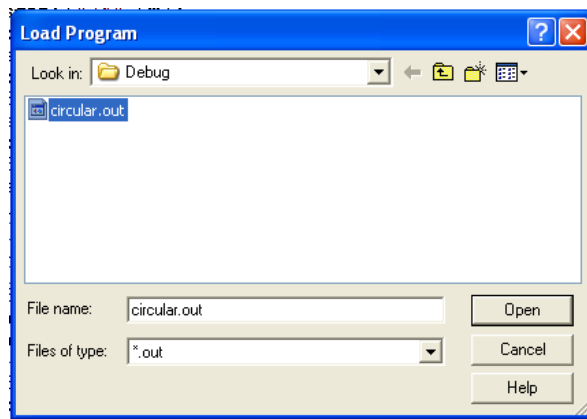 Load Program
Look in: Debug
circular.out
File name: circular.out Open
Files of type: *.out Cancel
Help